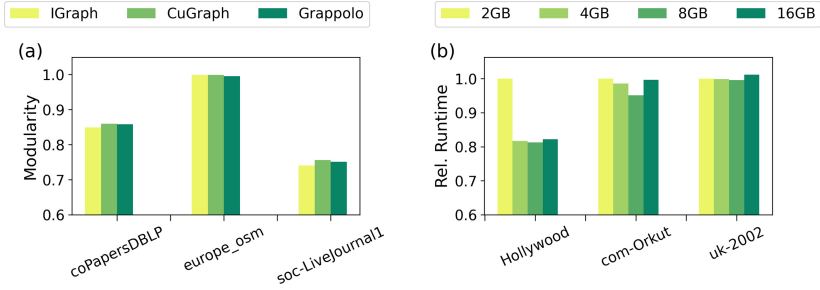 IGraph CuGraph Grappolo
2GB 4GB 8GB 16GB
(a)
Modularity
1.0
0.9
0.8
0.7
0.6
coPapersDBLP
europe_osm
soc-LiveJournal1
(b)
Rel. Runtime
1.0
0.9
0.8
0.7
0.6
Hollywood
com-Orkut
uk-2002